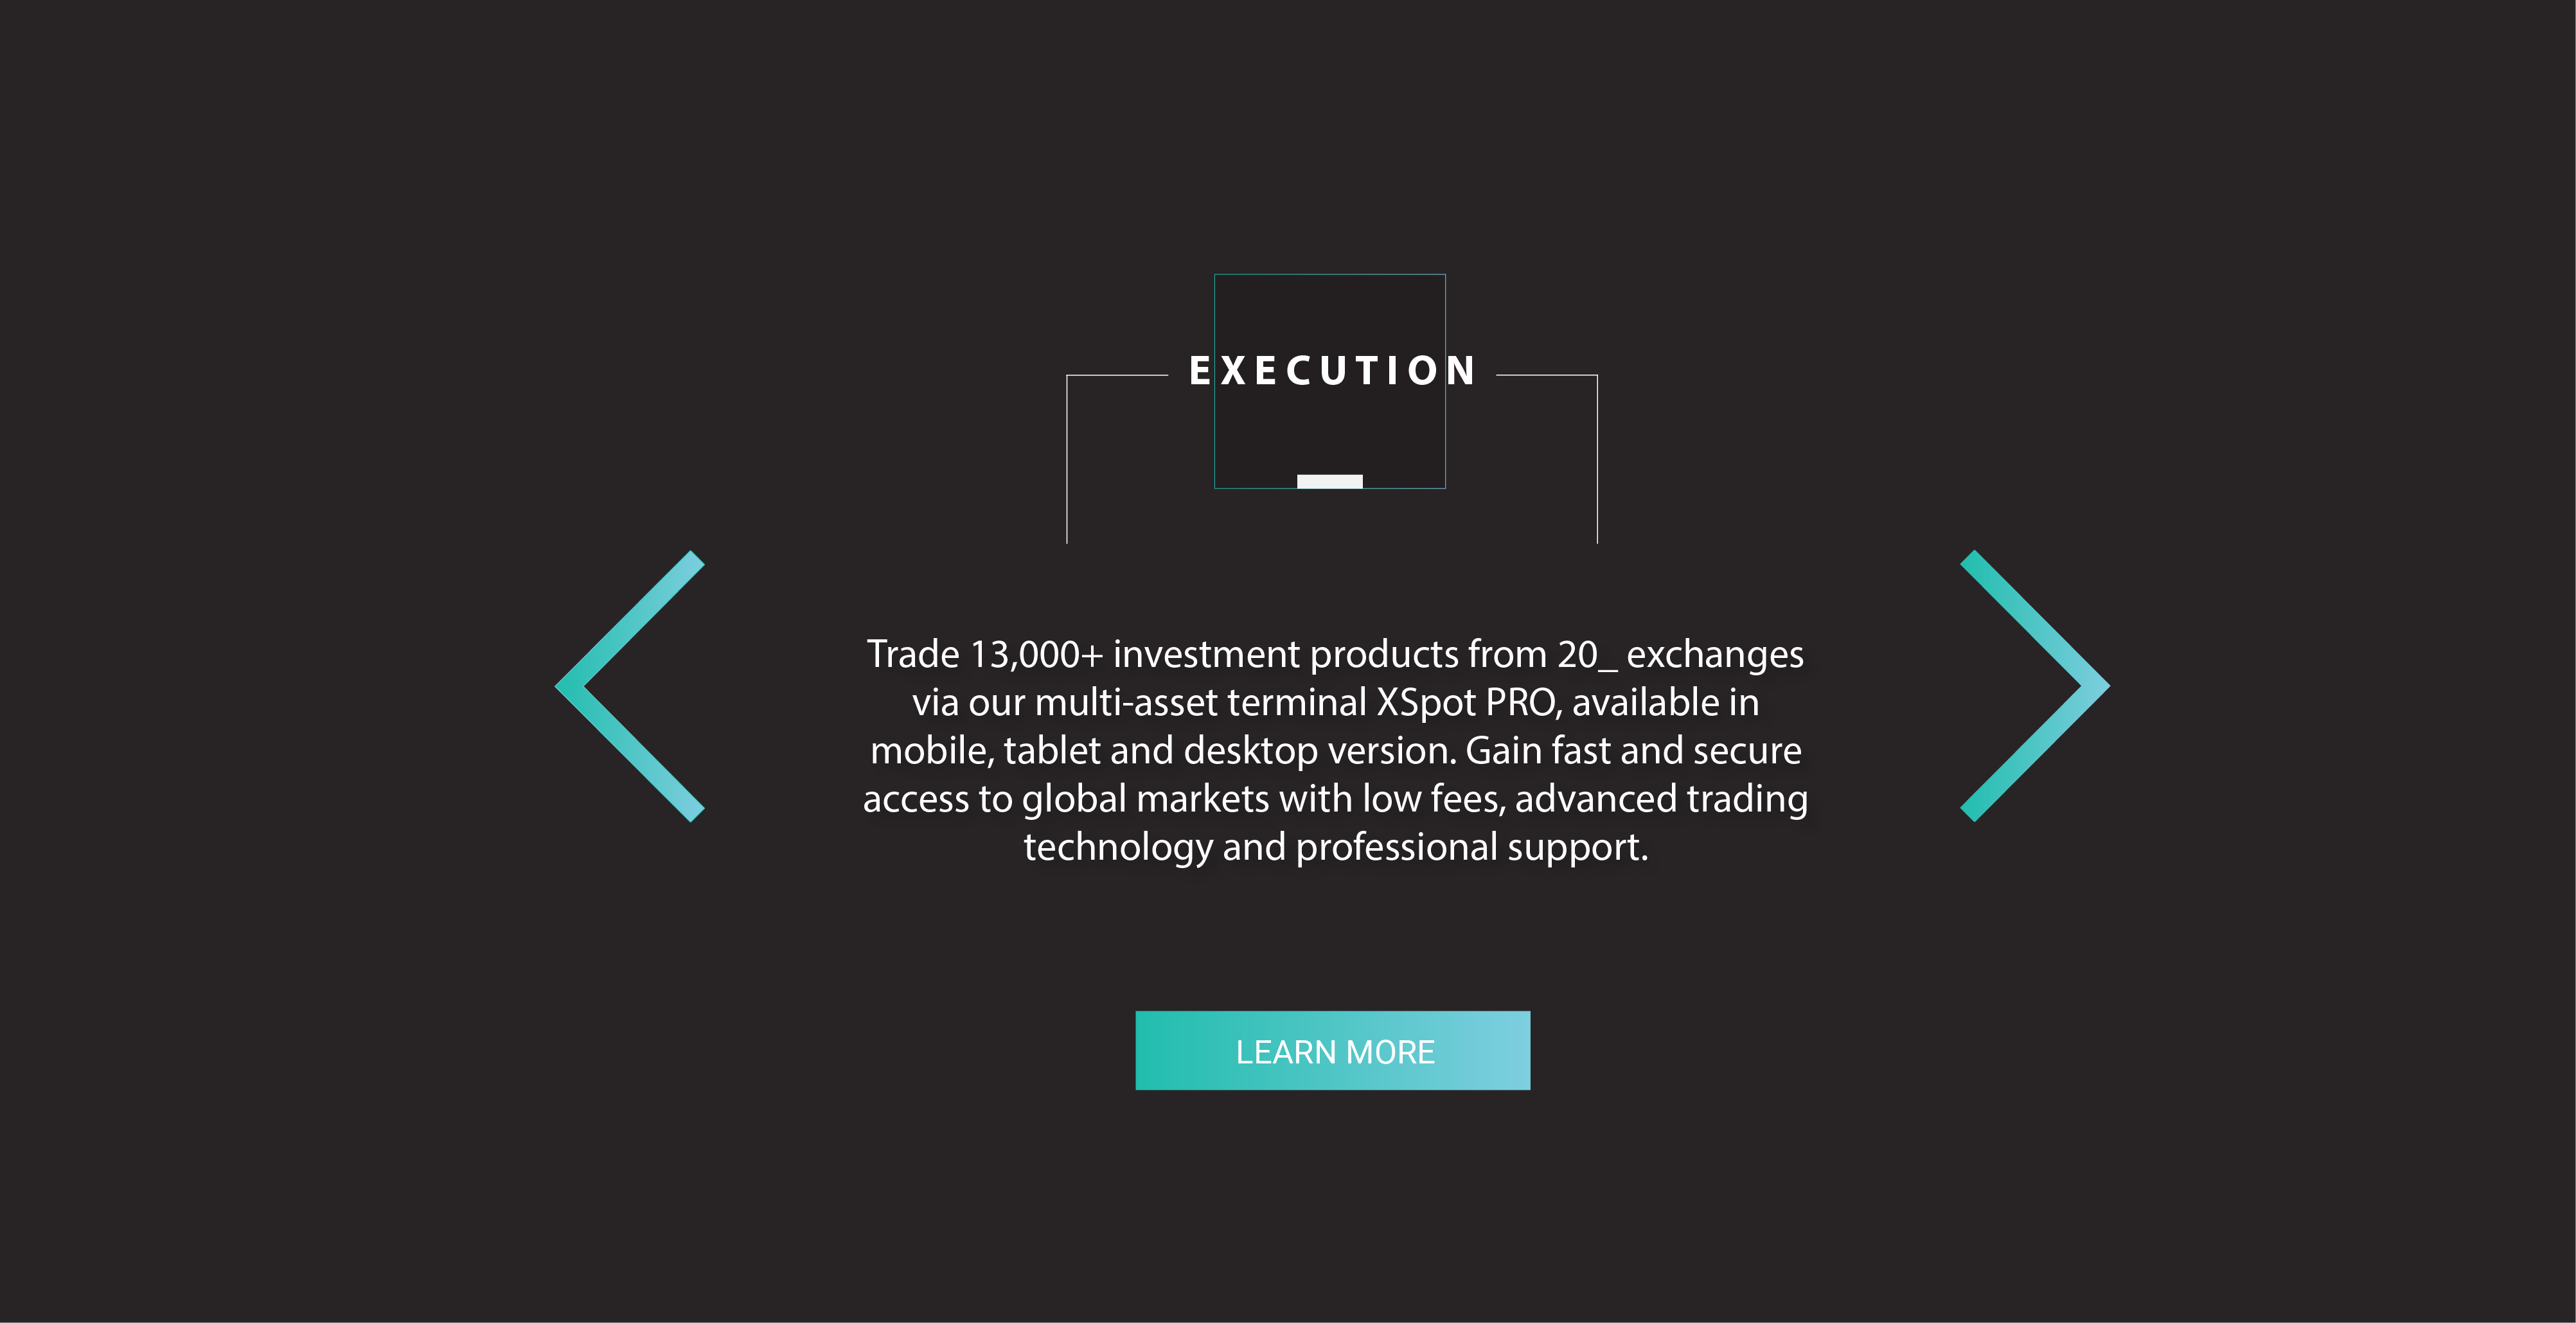 EXECUTION
Trade 13,000+ investment products from 20_ exchanges
via our multi-asset terminal XSpot PRO, available in
mobile, tablet and desktop version. Gain fast and secure
access to global markets with low fees, advanced trading
technology and professional support.
LEARN MORE